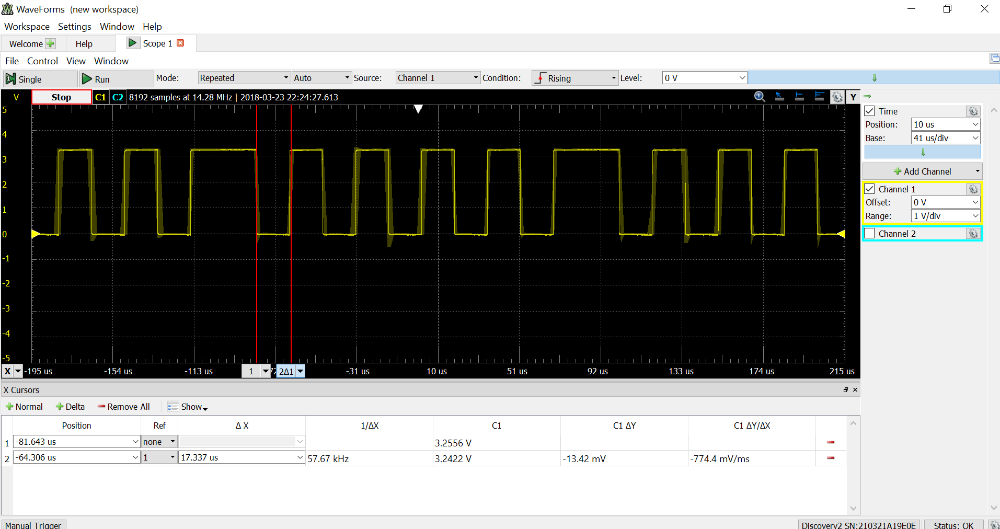 WaveForms (new workspace)
Workspace Settings Window Help
Welcome Help Scope 1
File Control View Window
Single Run Mode: Repeated Auto Source: Channel 1 Condition: Rising Level: 0 V
V Stop C1 C2 8192 samples at 14.28 MHz | 2018-03-23 22:24:27.613 Y
5
4
3
2
1
0
-1
-2
-3
-4
-5
X -195 us -154 us -113 us 1 72 2Δ1 -31 us 10 us 51 us 92 us 133 us 174 us 215 us
Time
Position: 10 us
Base: 41 us/div
Add Channel
Channel 1
Offset: 0 V
Range: 1 V/div
Channel 2
X Cursors
Normal Delta Remove All Show
Position Ref Δ X 1/ΔX C1 C1 ΔY C1 ΔY/ΔX
1 -81.643 us none 3.2556 V
2 -64.306 us 1 17.337 us 57.67 kHz 3.2422 V -13.42 mV -774.4 mV/ms
Manual Trigger Discovery2 SN:210321A19E0E Status: OK